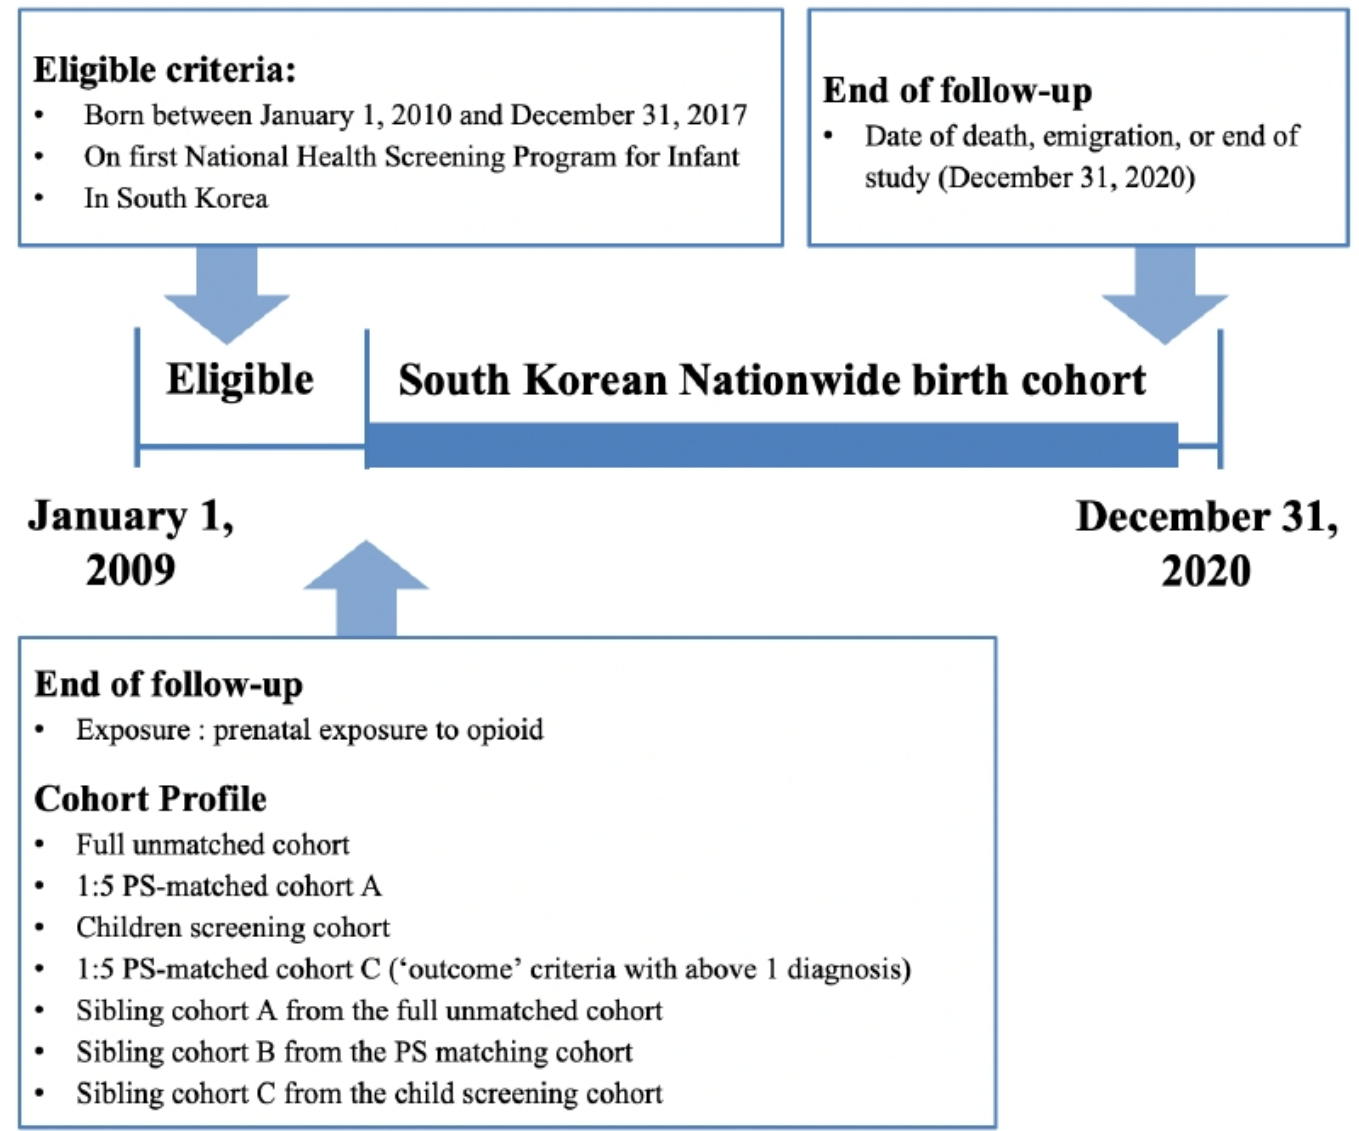 Eligible criteria:
• Born between January 1, 2010 and December 31, 2017
• On first National Health Screening Program for Infant
• In South Korea
End of follow-up
• Date of death, emigration, or end of
study (December 31, 2020)
Eligible
South Korean Nationwide birth cohort
January 1,
2009
December 31,
2020
End of follow-up
• Exposure : prenatal exposure to opioid
Cohort Profile
• Full unmatched cohort
• 1:5 PS-matched cohort A
• Children screening cohort
• 1:5 PS-matched cohort C (‘outcome’ criteria with above 1 diagnosis)
• Sibling cohort A from the full unmatched cohort
• Sibling cohort B from the PS matching cohort
• Sibling cohort C from the child screening cohort